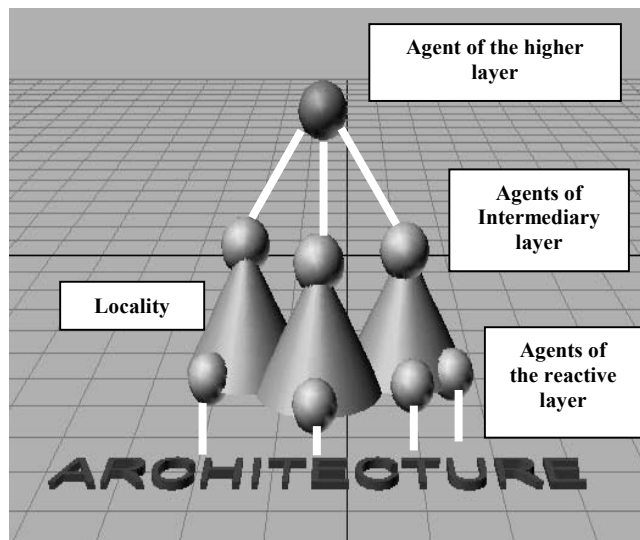 Agent of the higher
layer
Agents of
Intermediary
layer
Locality
Agents of
the reactive
layer
ARCHITECTURE